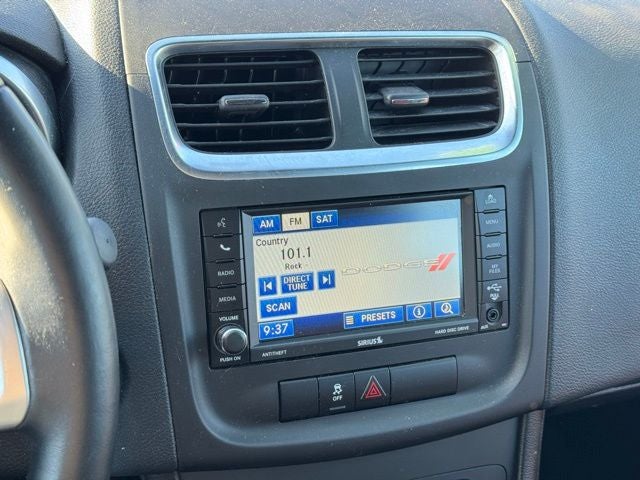 AM FM SAT
Country
101.1
Rock
DIRECT
TUNE
SCAN
DODGE
PRESETS
9:37
RADIO
MEDIA
VOLUME
PUSH ON
ANTITHEFT
SIRIUS
HARD DISC DRIVE
LOAD
MENU
AUDIO
MY
FILES
OFF